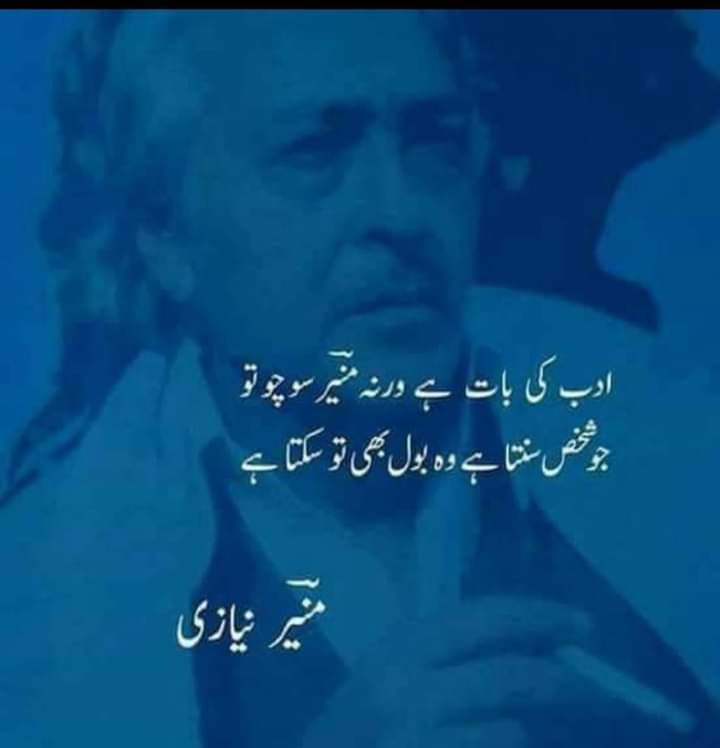 ادب کی بات ہے ورنہ منیرؔ سوچو تو
جو شخص سنتا ہے وہ بول بھی تو سکتا ہے
منیرؔ نیازی